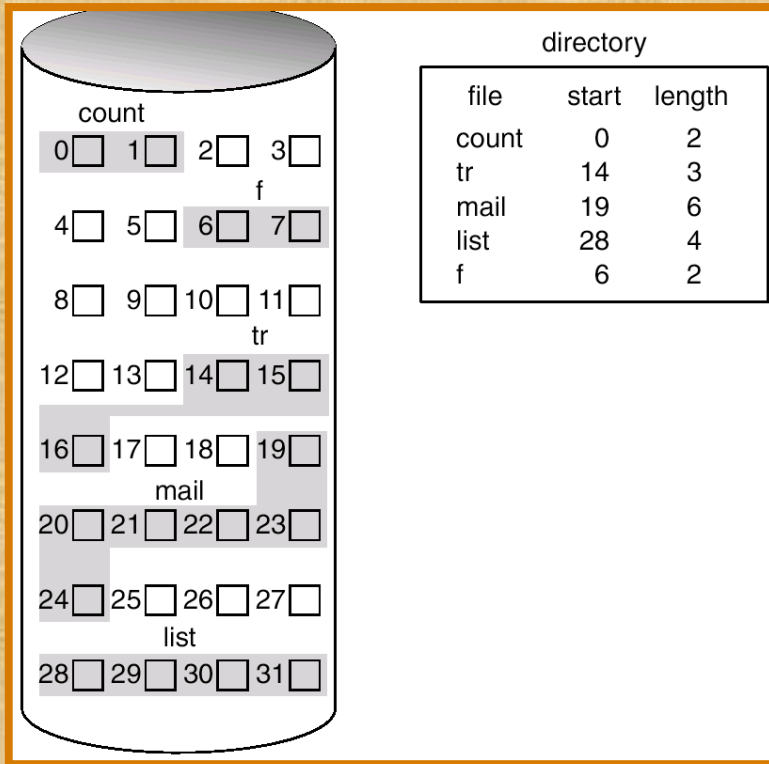 count
0 1 2 3
f
4 5 6 7
8 9 10 11
tr
12 13 14 15
16 17 18 19
mail
20 21 22 23
24 25 26 27
list
28 29 30 31
directory
file start length
count 0 2
tr 14 3
mail 19 6
list 28 4
f 6 2